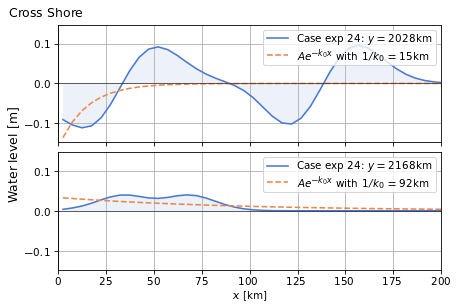 Cross Shore
Water level [m]
0.1
0.0
−0.1
Case exp 24: y = 2028km
Ae^{−k₀x} with 1/k₀ = 15km
0.1
0.0
−0.1
Case exp 24: y = 2168km
Ae^{−k₀x} with 1/k₀ = 92km
0 25 50 75 100 125 150 175 200
x [km]